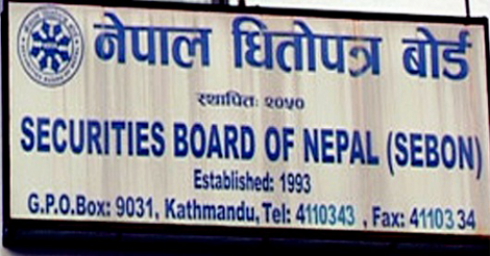 नेपाल धितोपत्र बोर्ड
स्थापितः २०५०
SECURITIES BOARD OF NEPAL (SEBON)
Established: 1993
G.P.O.Box: 9031, Kathmandu, Tel: 4110343 , Fax: 4110334